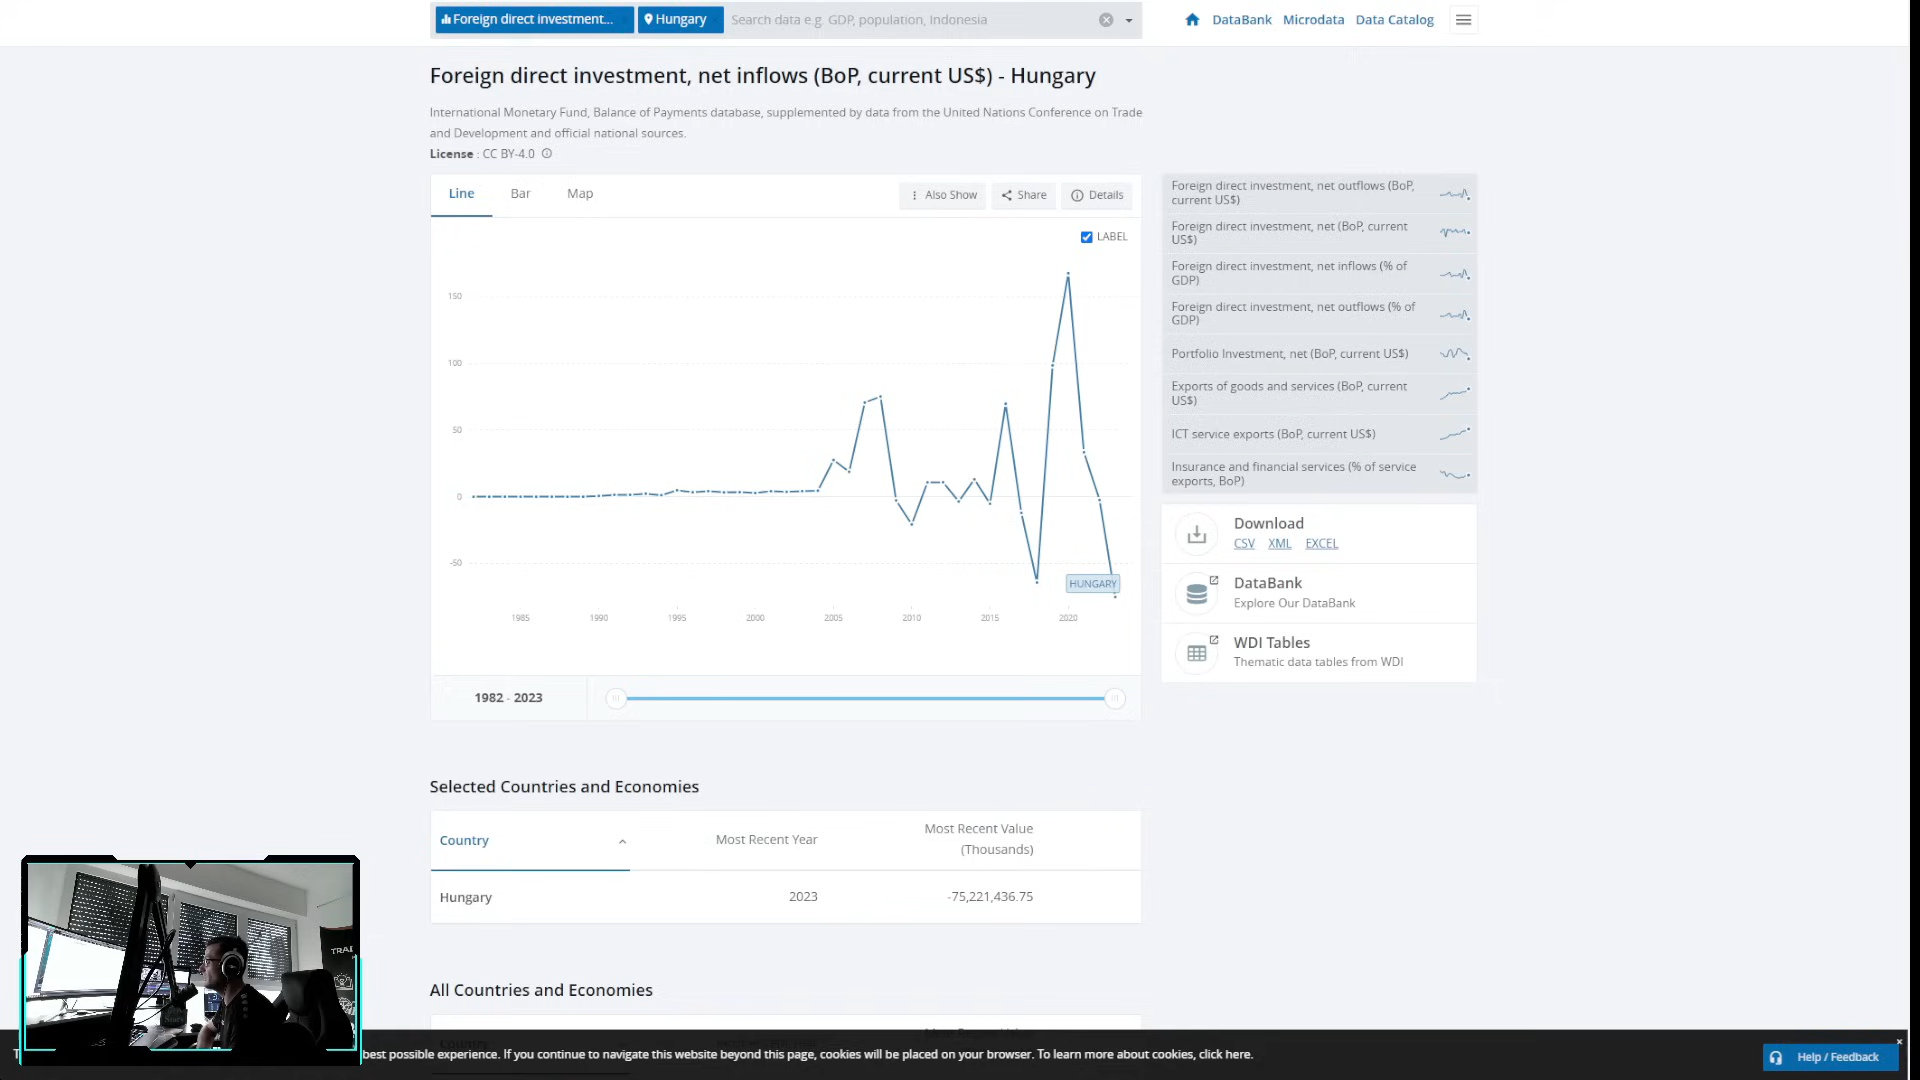 Foreign direct investment...
Hungary
Search data e.g. GDP, population, Indonesia
DataBank
Microdata
Data Catalog
Foreign direct investment, net inflows (BoP, current US$) - Hungary
International Monetary Fund, Balance of Payments database, supplemented by data from the United Nations Conference on Trade
and Development and official national sources.
License : CC BY-4.0
Line
Bar
Map
Also Show
Share
Details
LABEL
150
100
50
0
-50
HUNGARY
1985
1990
1995
2000
2005
2010
2015
2020
1982 - 2023
Foreign direct investment, net outflows (BoP,
current US$)
Foreign direct investment, net (BoP, current
US$)
Foreign direct investment, net inflows (% of
GDP)
Foreign direct investment, net outflows (% of
GDP)
Portfolio Investment, net (BoP, current US$)
Exports of goods and services (BoP, current
US$)
ICT service exports (BoP, current US$)
Insurance and financial services (% of service
exports, BoP)
Download
CSV XML EXCEL
DataBank
Explore Our DataBank
WDI Tables
Thematic data tables from WDI
Selected Countries and Economies
Country
Most Recent Year
Most Recent Value
(Thousands)
Hungary
2023
-75,221,436.75
All Countries and Economies
TRAI
best possible experience. If you continue to navigate this website beyond this page, cookies will be placed on your browser. To learn more about cookies, click here.
×
Help / Feedback